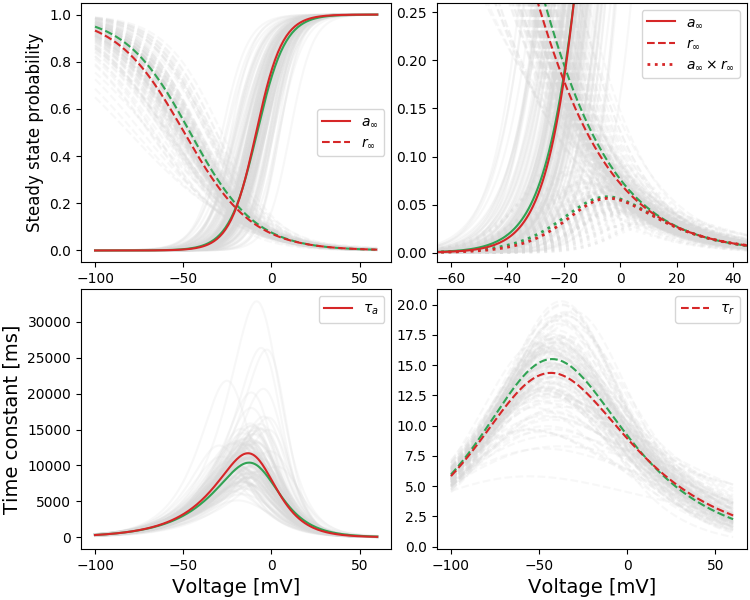 Steady state probability
1.0
0.8
0.6
0.4
0.2
0.0
a∞
r∞
−100 −50 0 50
0.25
0.20
0.15
0.10
0.05
0.00
a∞
r∞
a∞ × r∞
−60 −40 −20 0 20 40
Time constant [ms]
30000
25000
20000
15000
10000
5000
0
τa
−100 −50 0 50
Voltage [mV]
20.0
17.5
15.0
12.5
10.0
7.5
5.0
2.5
0.0
τr
−100 −50 0 50
Voltage [mV]